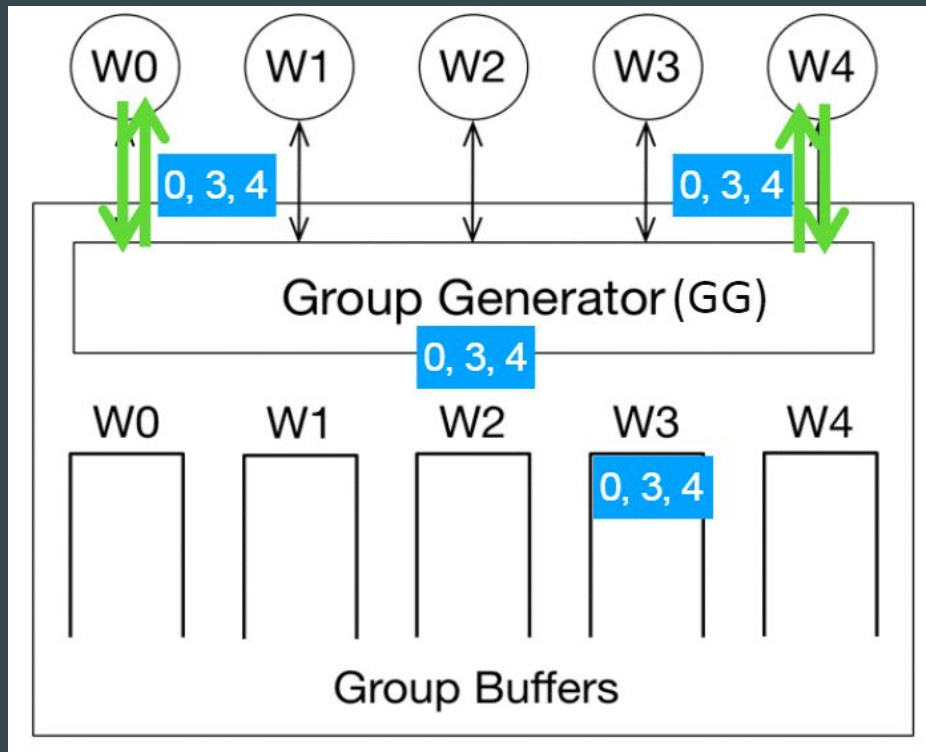 W0 W1 W2 W3 W4
0, 3, 4 0, 3, 4
Group Generator (GG)
0, 3, 4
W0 W1 W2 W3 W4
0, 3, 4
Group Buffers